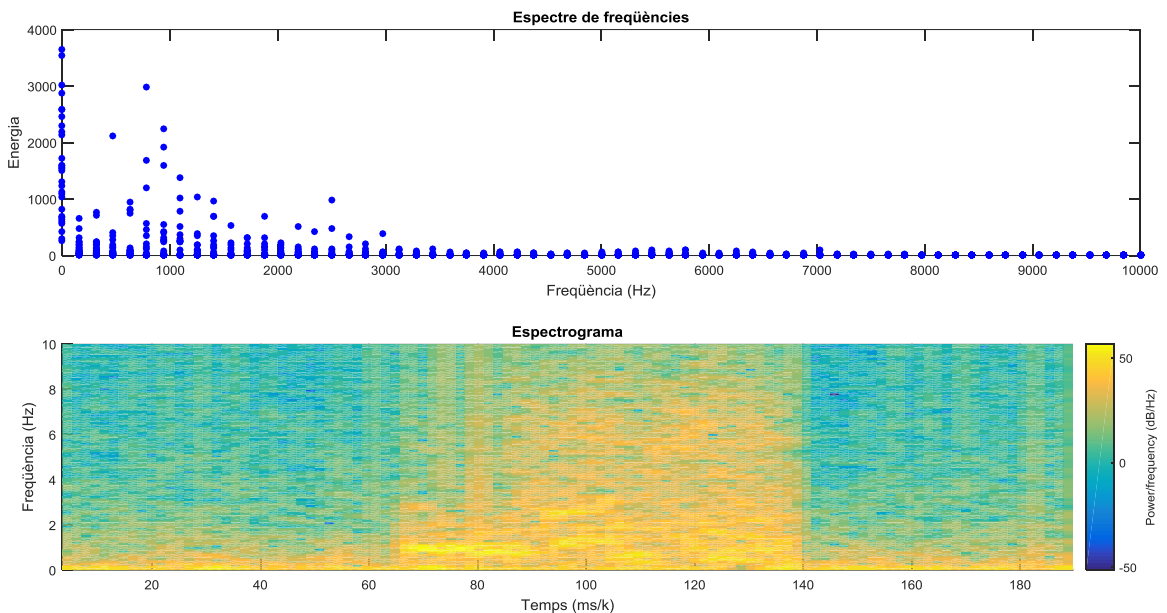 Espectre de freqüències
4000
3000
2000
1000
0
Energia
0 1000 2000 3000 4000 5000 6000 7000 8000 9000 10000
Freqüència (Hz)
Espectrograma
10
8
6
4
2
0
Freqüència (Hz)
20 40 60 80 100 120 140 160 180
Temps (ms/k)
50
0
-50
Power/frequency (dB/Hz)